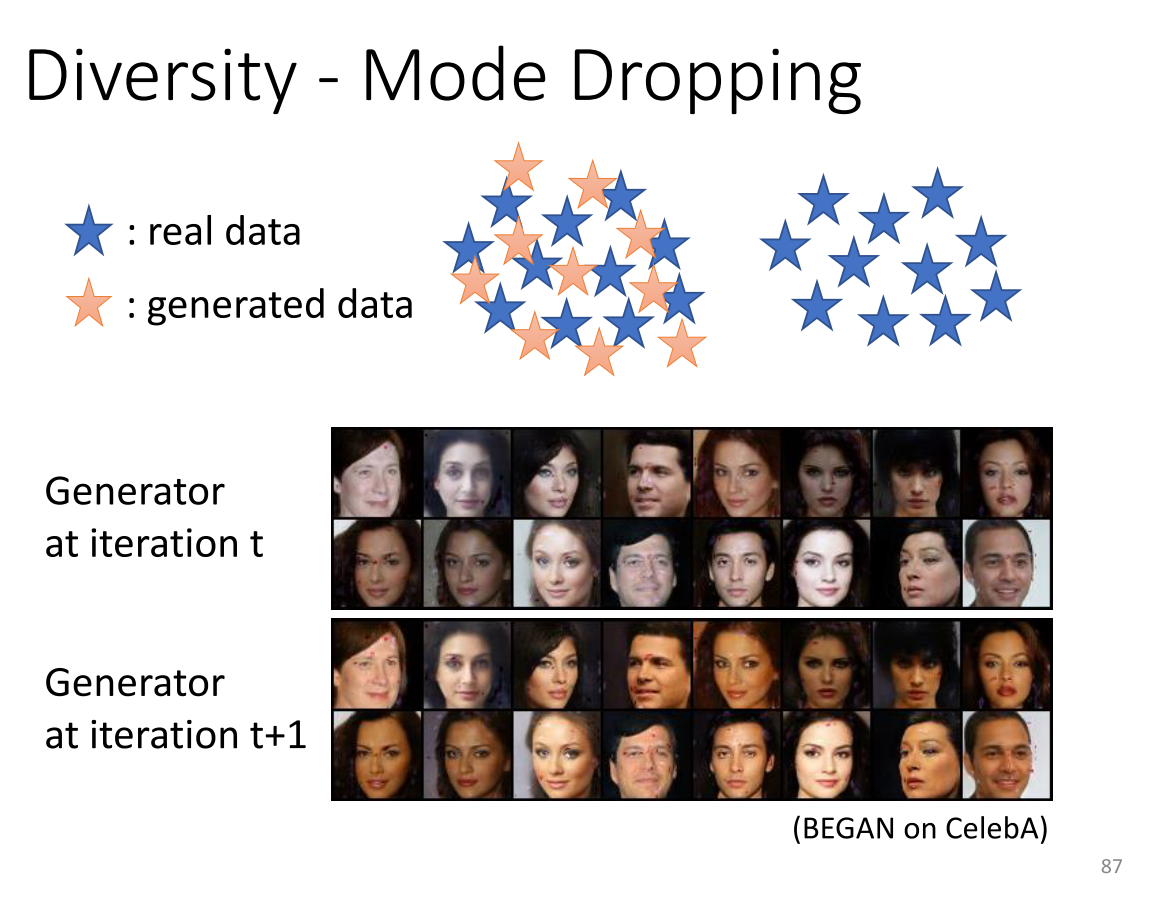 Diversity - Mode Dropping
: real data
: generated data
Generator
at iteration t
Generator
at iteration t+1
(BEGAN on CelebA)
87